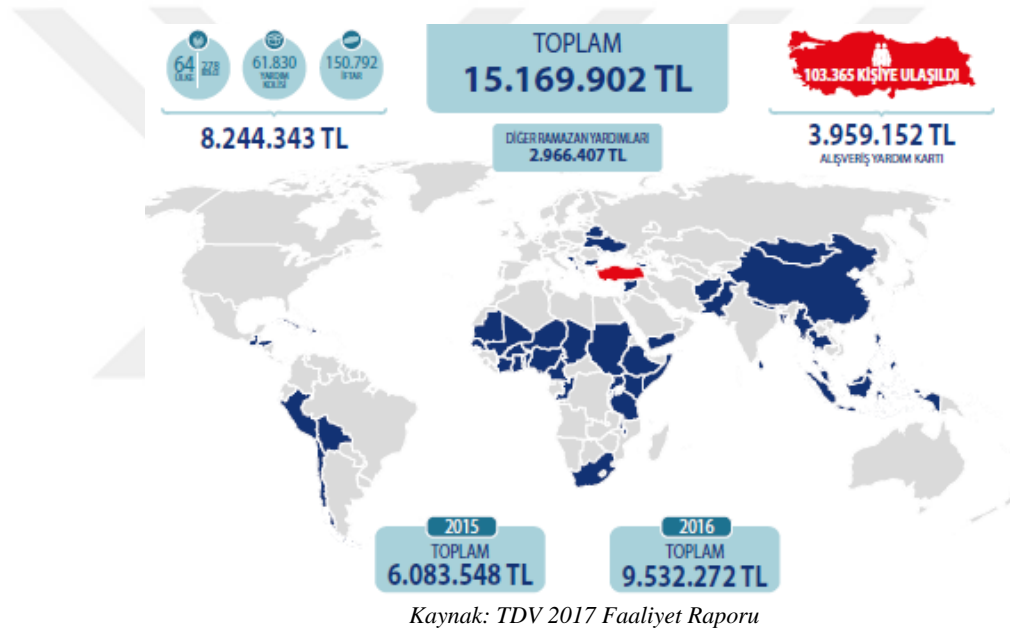 64 ÜLKE
278 BÖLGE
61.830
YARDIM
KOLİSİ
150.792
İFTAR
8.244.343 TL
TOPLAM
15.169.902 TL
DİĞER RAMAZAN YARDIMLARI
2.966.407 TL
103.365 KİŞİYE ULAŞILDI
3.959.152 TL
ALIŞVERİŞ YARDIM KARTI
2015
TOPLAM
6.083.548 TL
2016
TOPLAM
9.532.272 TL
Kaynak: TDV 2017 Faaliyet Raporu